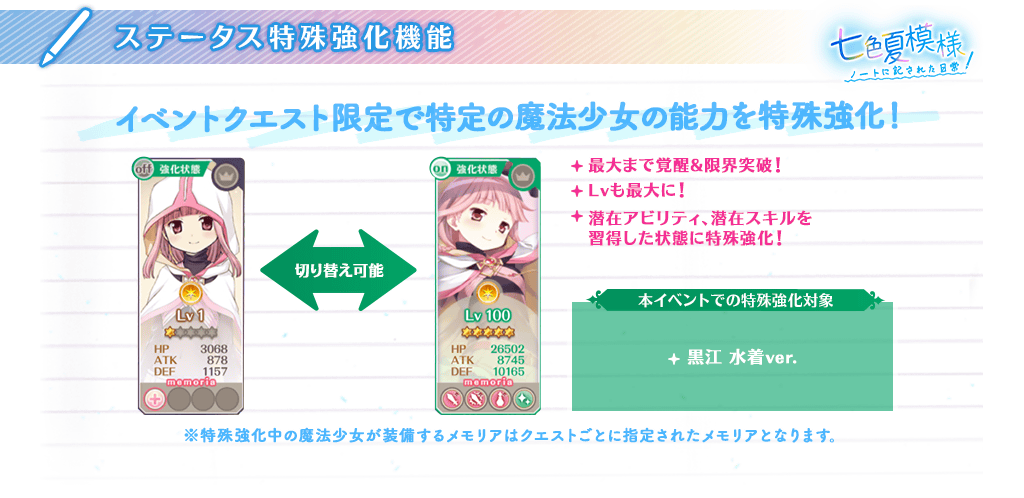 ステータス特殊強化機能
七色夏模様
ノートに記された日常!
イベントクエスト限定で特定の魔法少女の能力を特殊強化!
off 強化状態
Lv 1
HP 3068
ATK 878
DEF 1157
memoria
切り替え可能
on 強化状態
Lv 100
HP 26502
ATK 8745
DEF 10165
memoria
最大まで覚醒&限界突破!
Lvも最大に!
潜在アビリティ、潜在スキルを
習得した状態に特殊強化!
本イベントでの特殊強化対象
黒江 水着ver.
※特殊強化中の魔法少女が装備するメモリアはクエストごとに指定されたメモリアとなります。